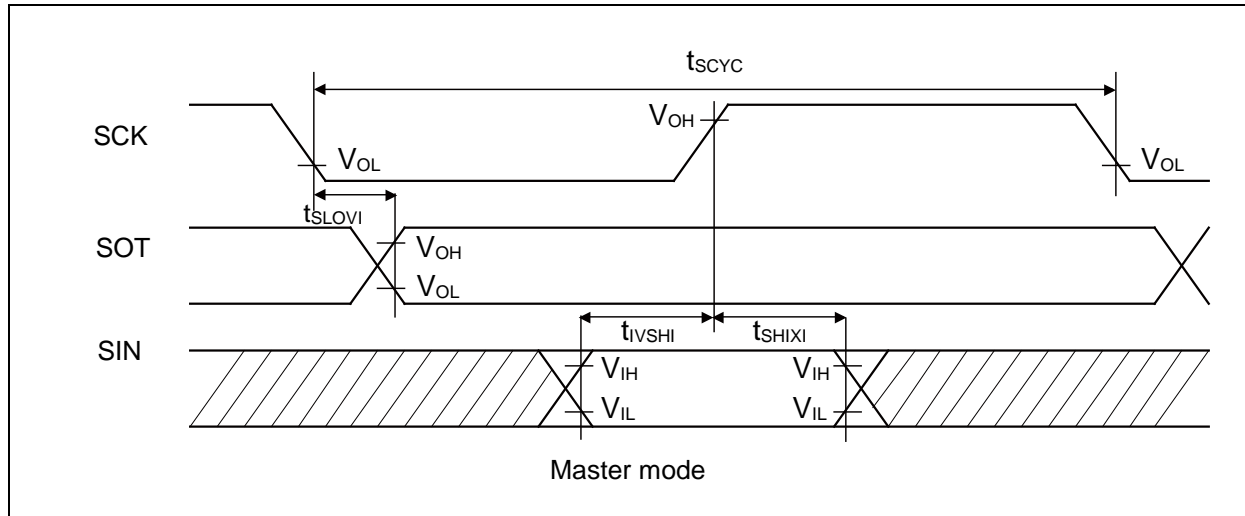 tSCYC
SCK
VOH
VOL
VOL
tSLOVI
SOT
VOH
VOL
tIVSHI
tSHIXI
SIN
VIH
VIH
VIL
VIL
Master mode